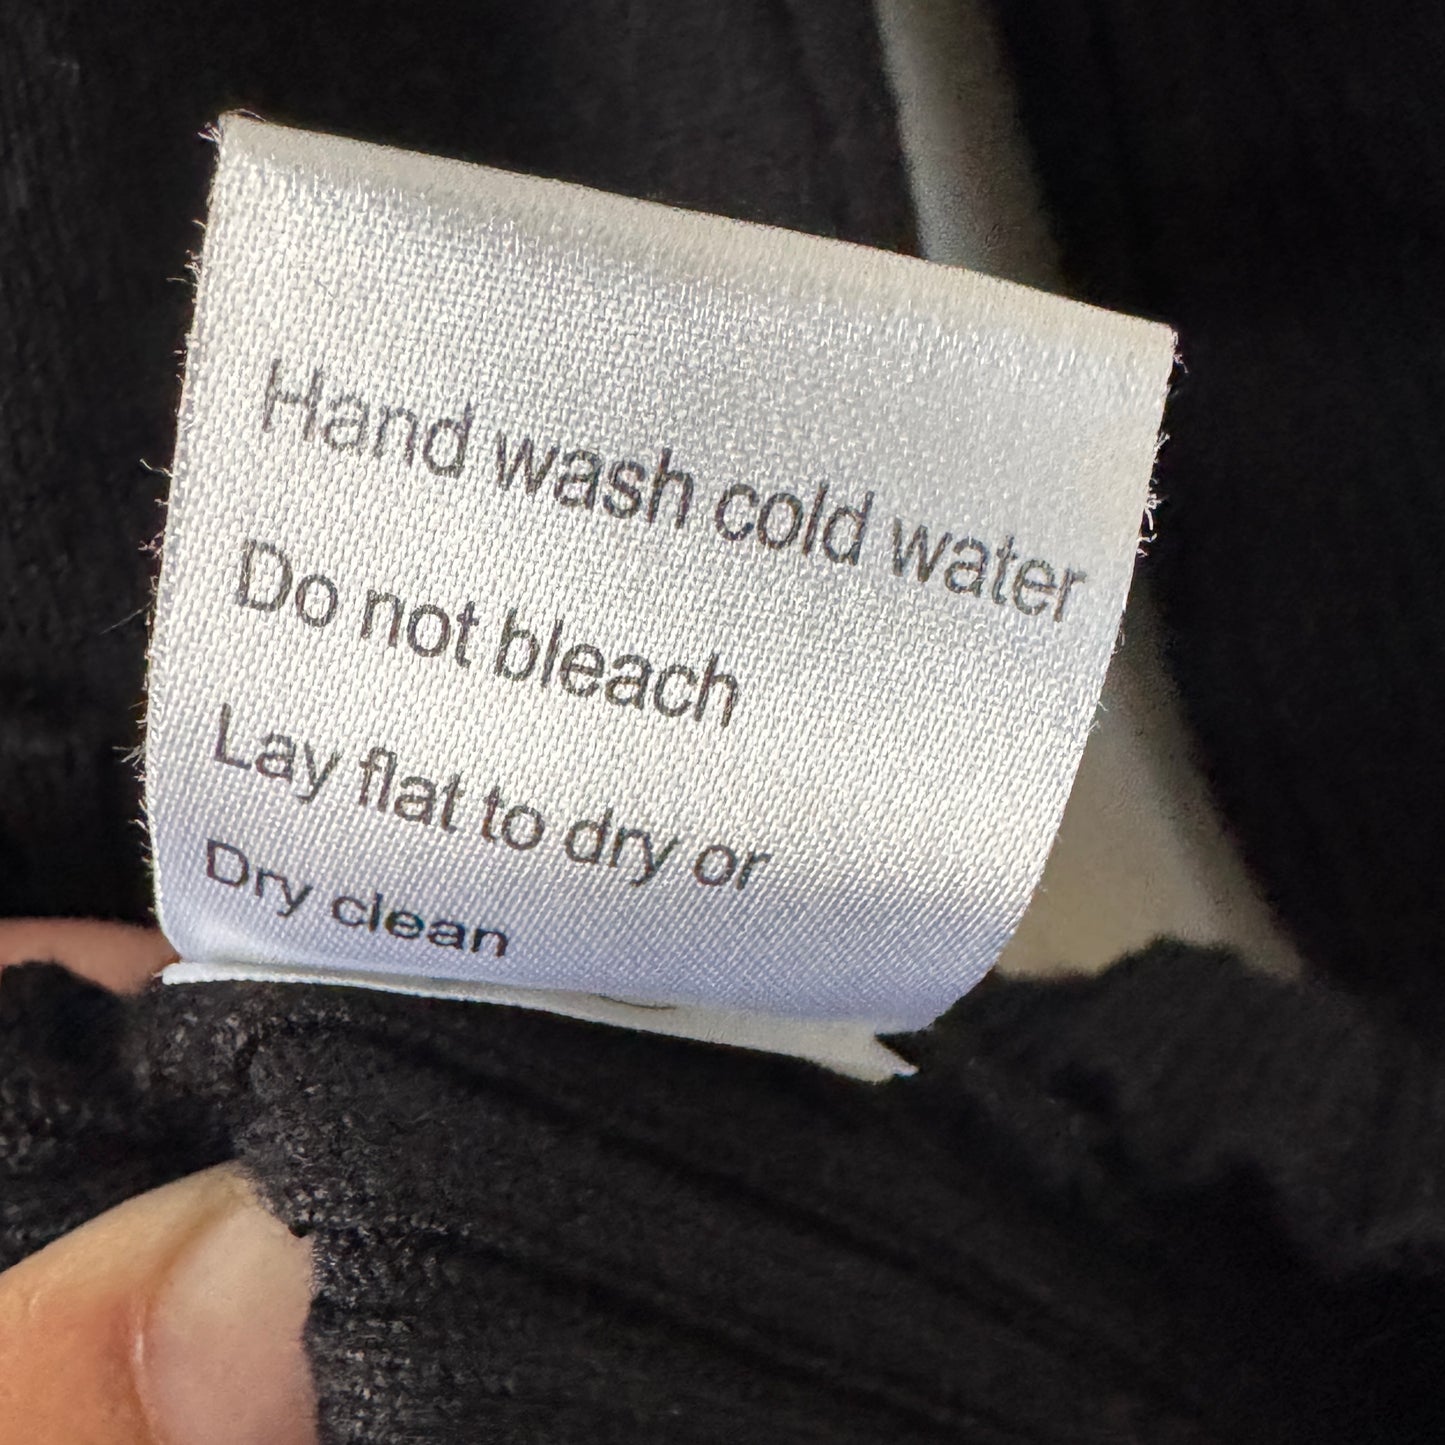 Hand wash cold water
Do not bleach
Lay flat to dry or
Dry clean